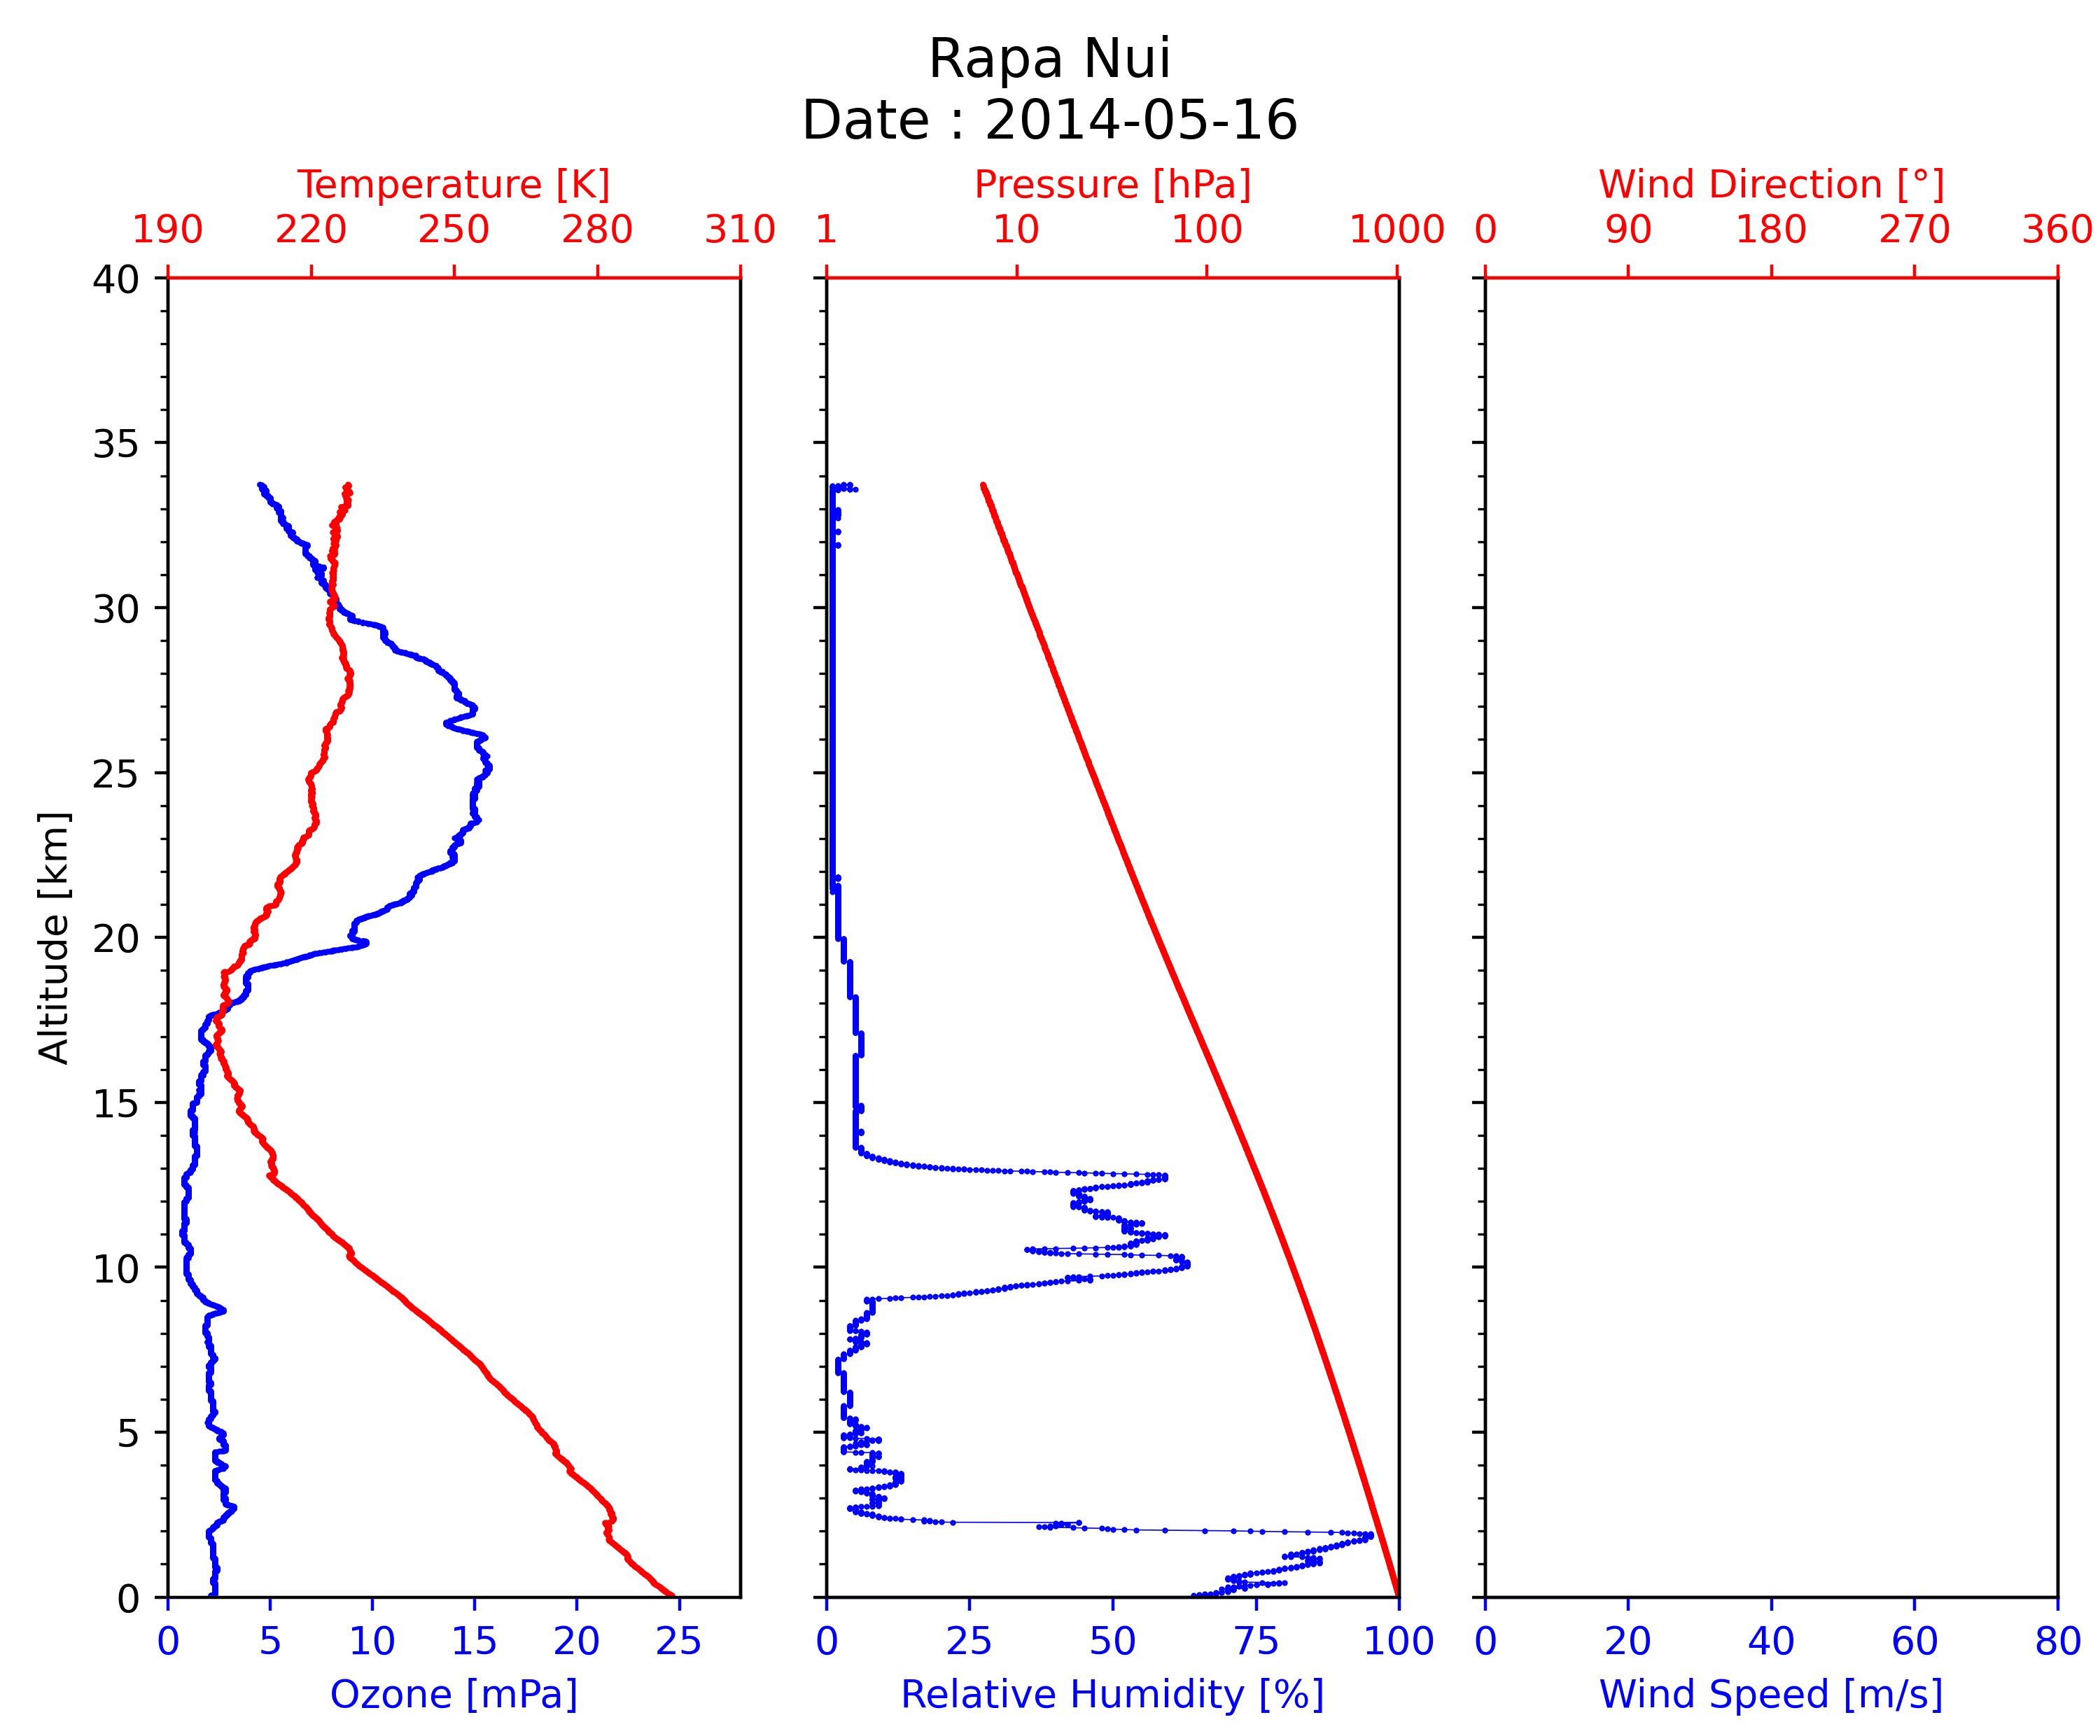 Rapa Nui
Date : 2014-05-16
Temperature [K] Pressure [hPa] Wind Direction [°]
190 220 250 280 310 1 10 100 1000 0 90 180 270 360
40
35
30
25
20
15
10
5
0
Altitude [km]
0 5 10 15 20 25 0 25 50 75 100 0 20 40 60 80
Ozone [mPa] Relative Humidity [%] Wind Speed [m/s]